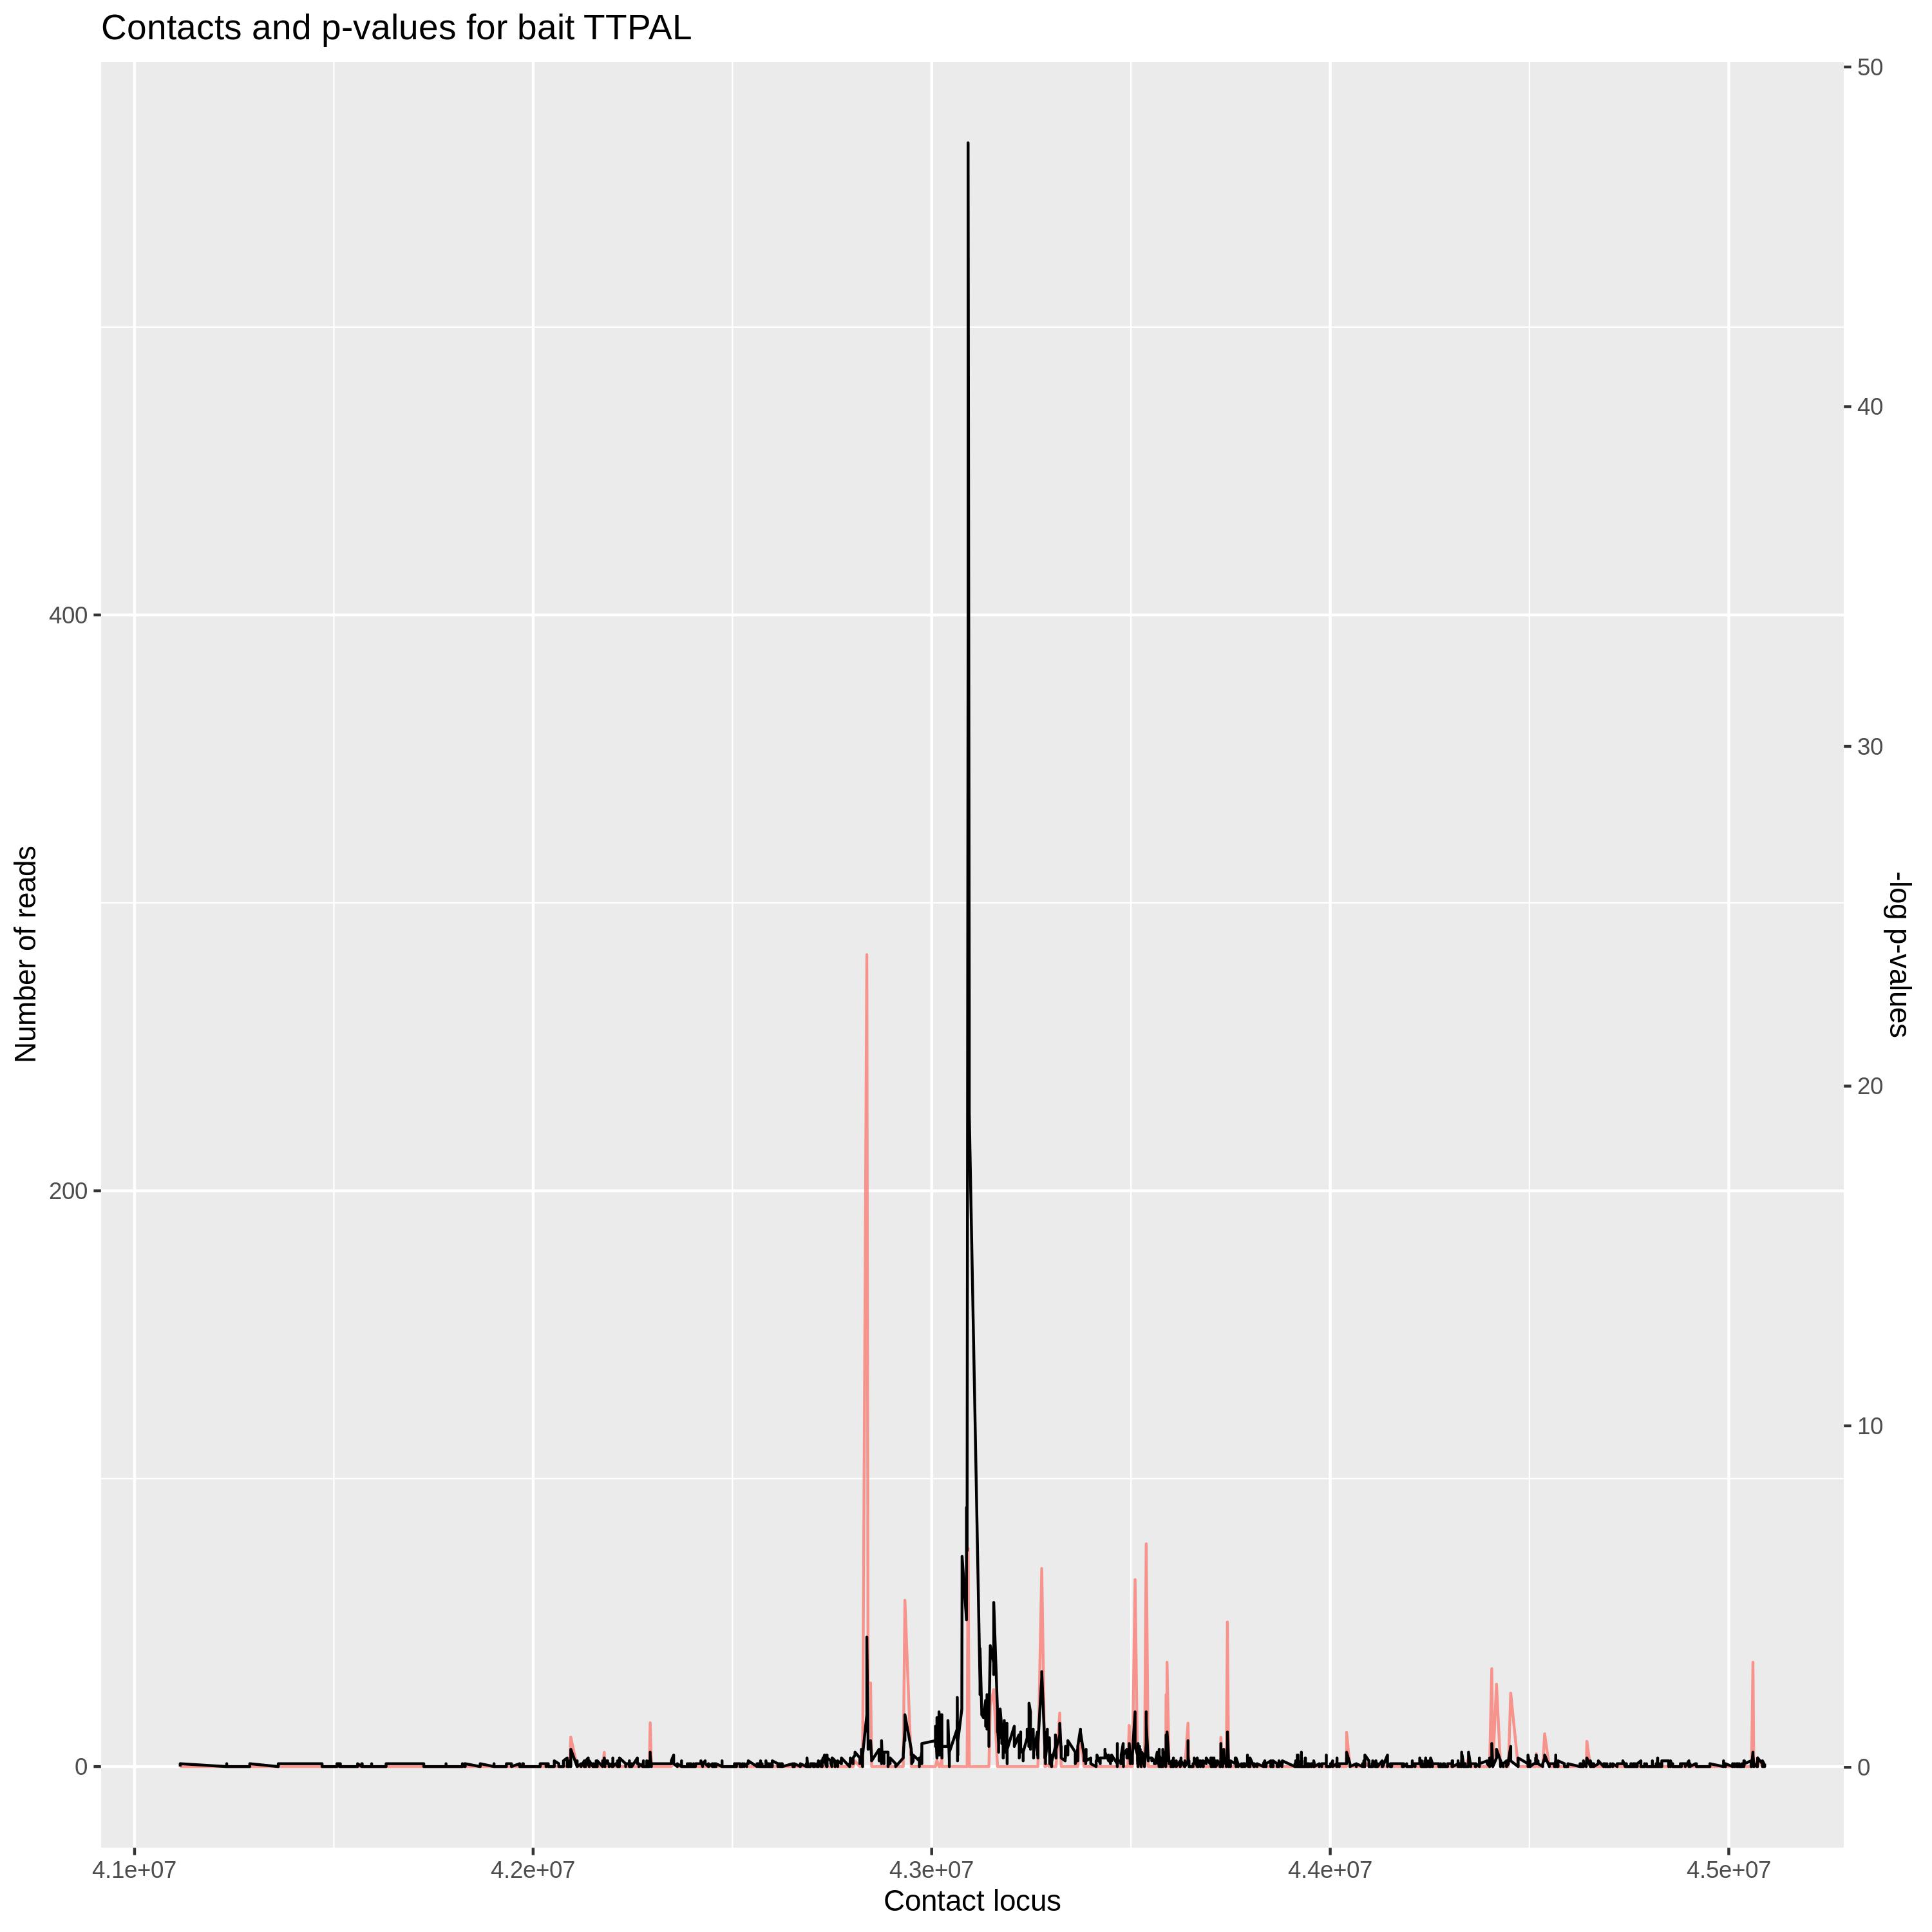 Contacts and p-values for bait TTPAL
50
40
400
30
Number of reads
-log p-values
20
200
10
0
0
4.1e+07
4.2e+07
4.3e+07
4.4e+07
4.5e+07
Contact locus